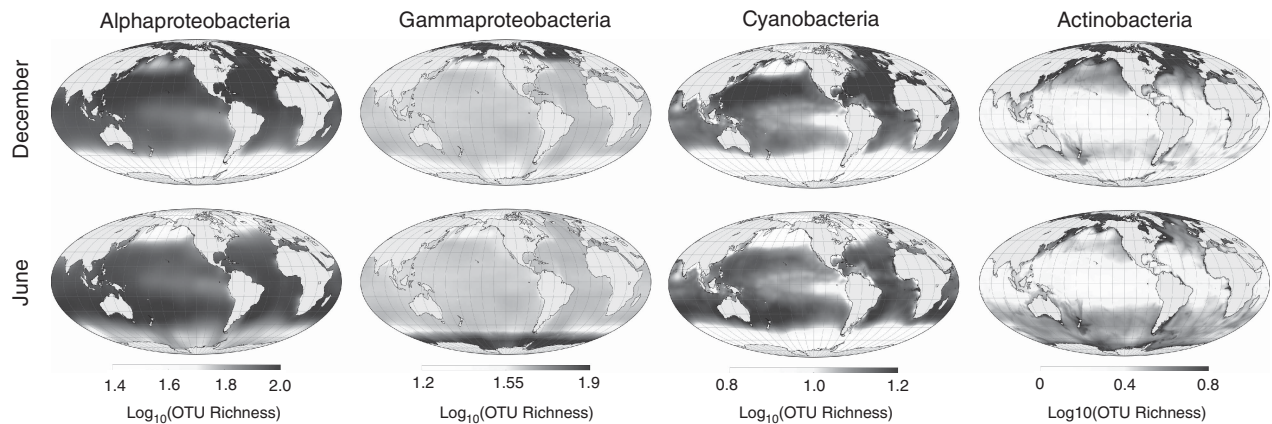 Alphaproteobacteria Gammaproteobacteria Cyanobacteria Actinobacteria
December
June
1.4 1.6 1.8 2.0 1.2 1.55 1.9 0.8 1.0 1.2 0 0.4 0.8
Log10(OTU Richness) Log10(OTU Richness) Log10(OTU Richness) Log10(OTU Richness)